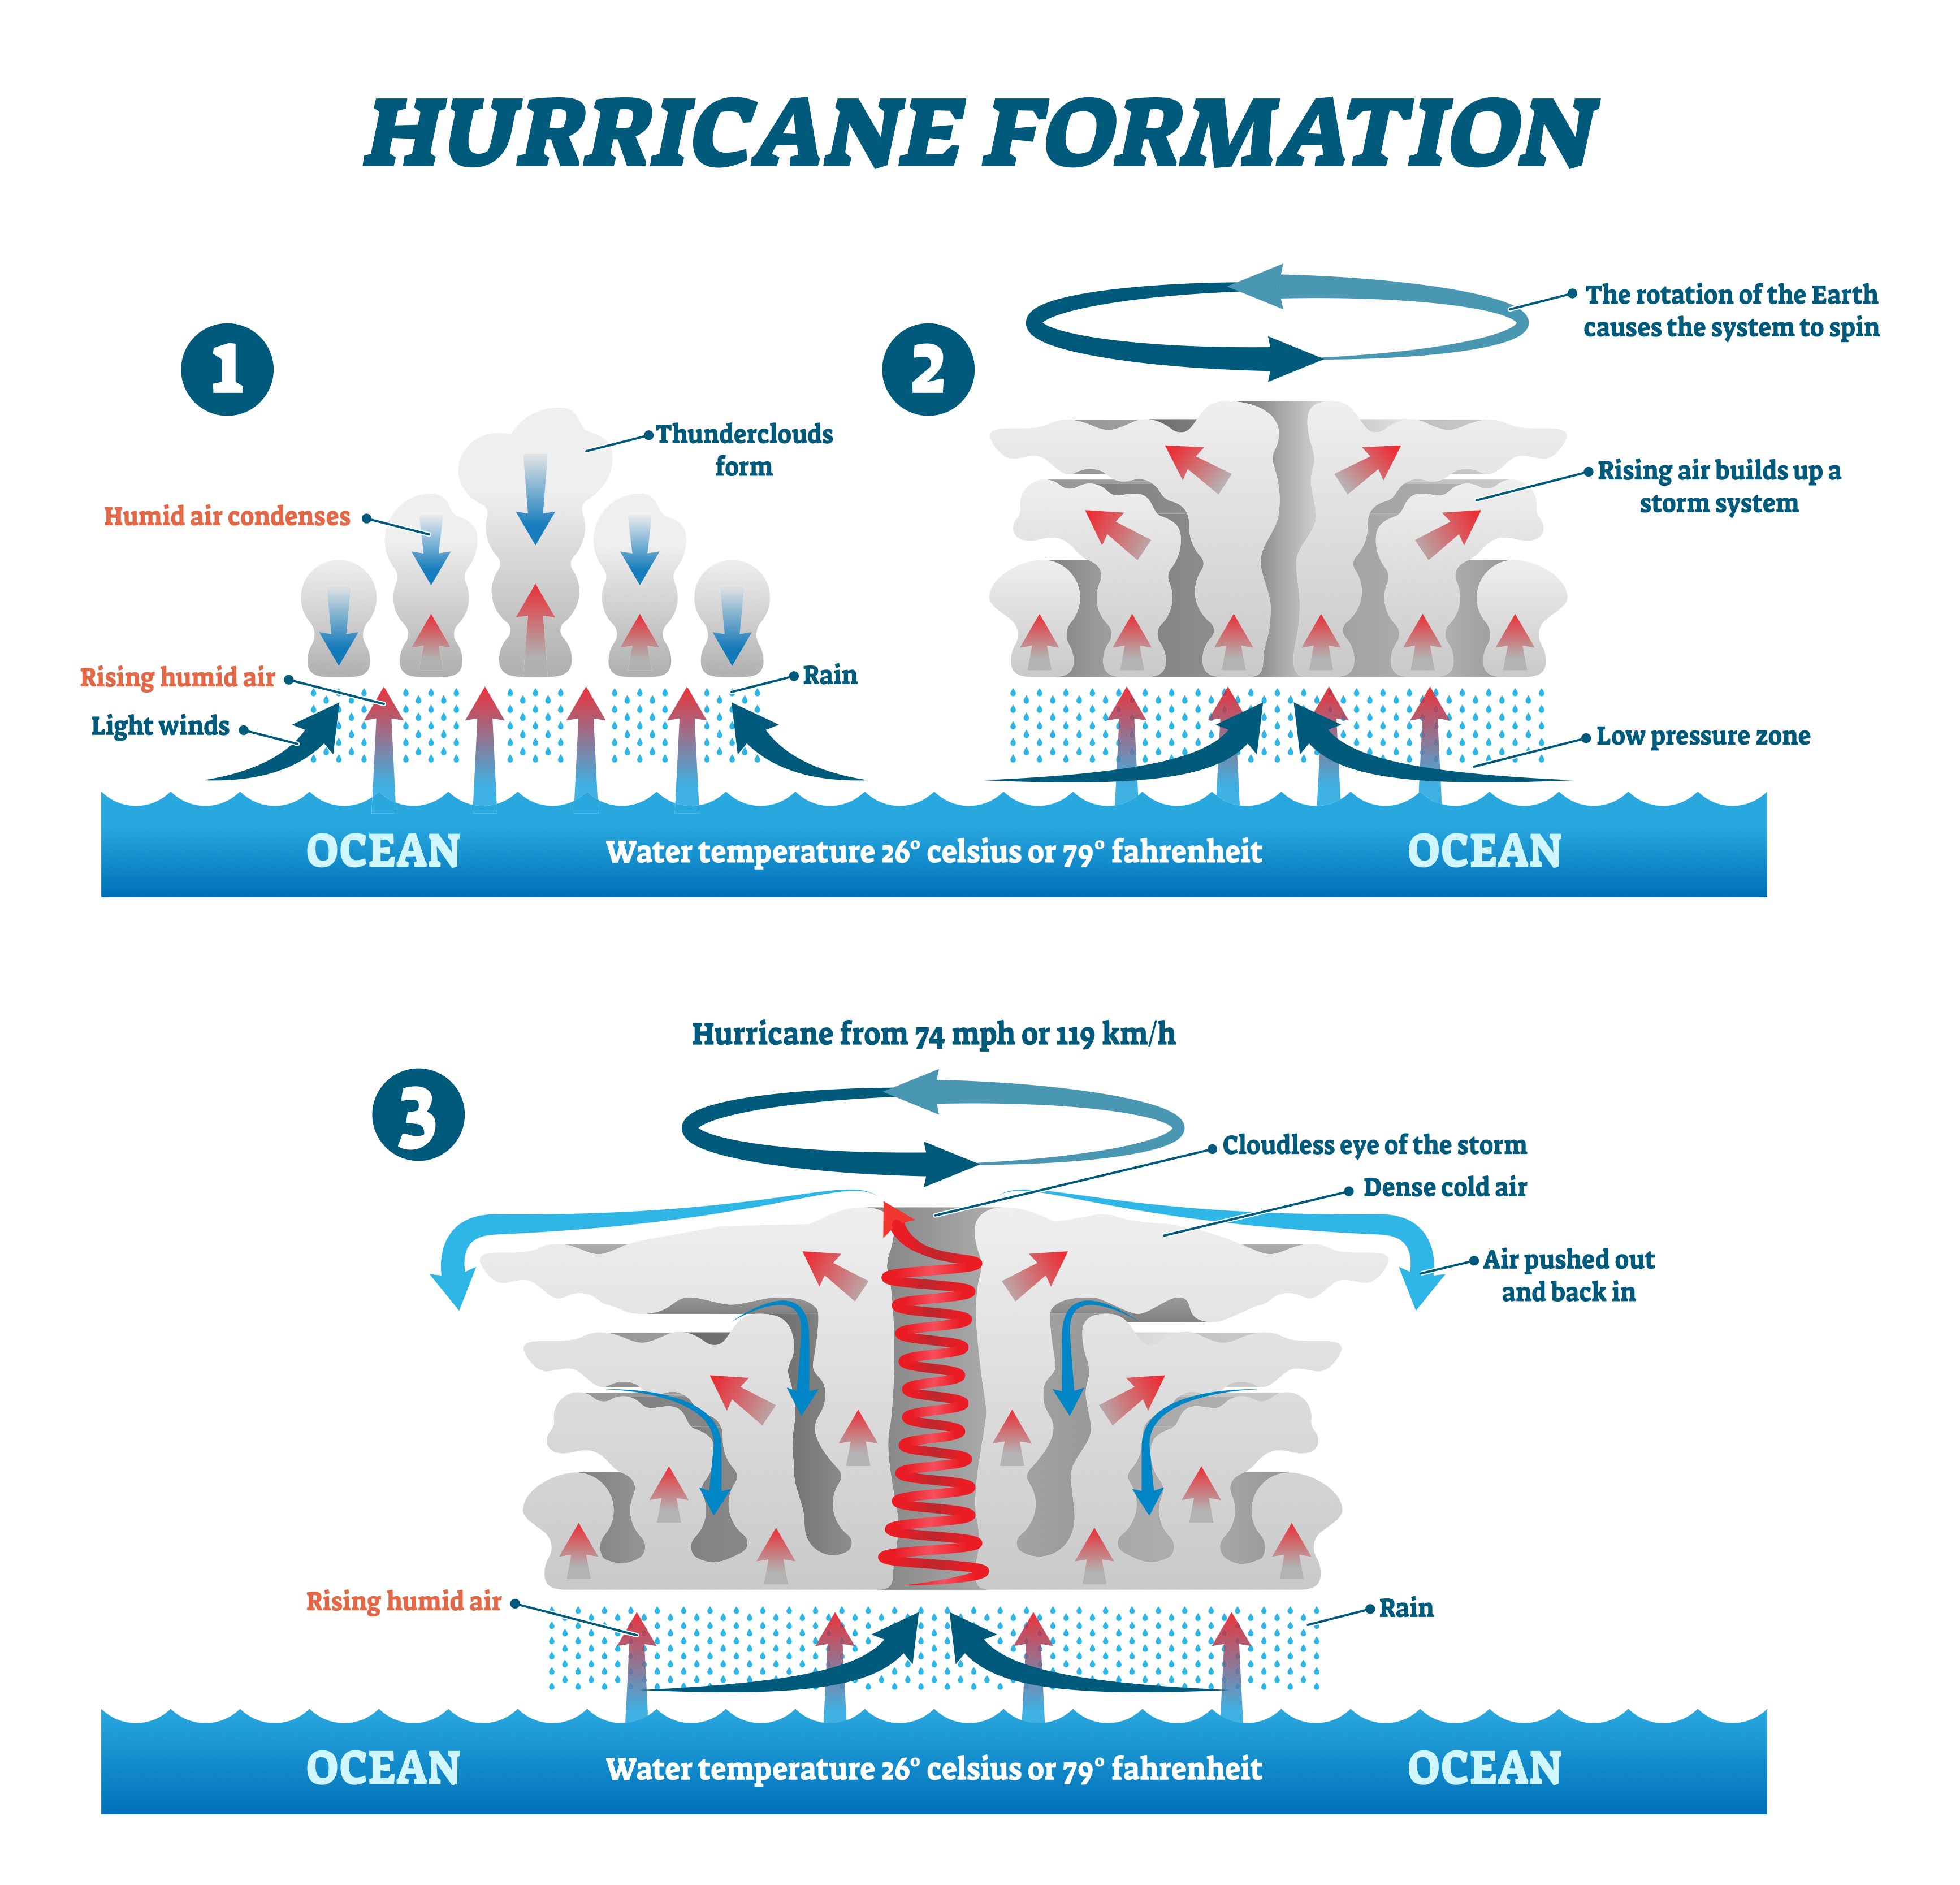 HURRICANE FORMATION
1
Thunderclouds
form
Humid air condenses
Rising humid air
Light winds
Rain
2
The rotation of the Earth
causes the system to spin
Rising air builds up a
storm system
Low pressure zone
OCEAN
Water temperature 26° celsius or 79° fahrenheit
OCEAN
Hurricane from 74 mph or 119 km/h
3
Cloudless eye of the storm
Dense cold air
Air pushed out
and back in
Rising humid air
Rain
OCEAN
Water temperature 26° celsius or 79° fahrenheit
OCEAN